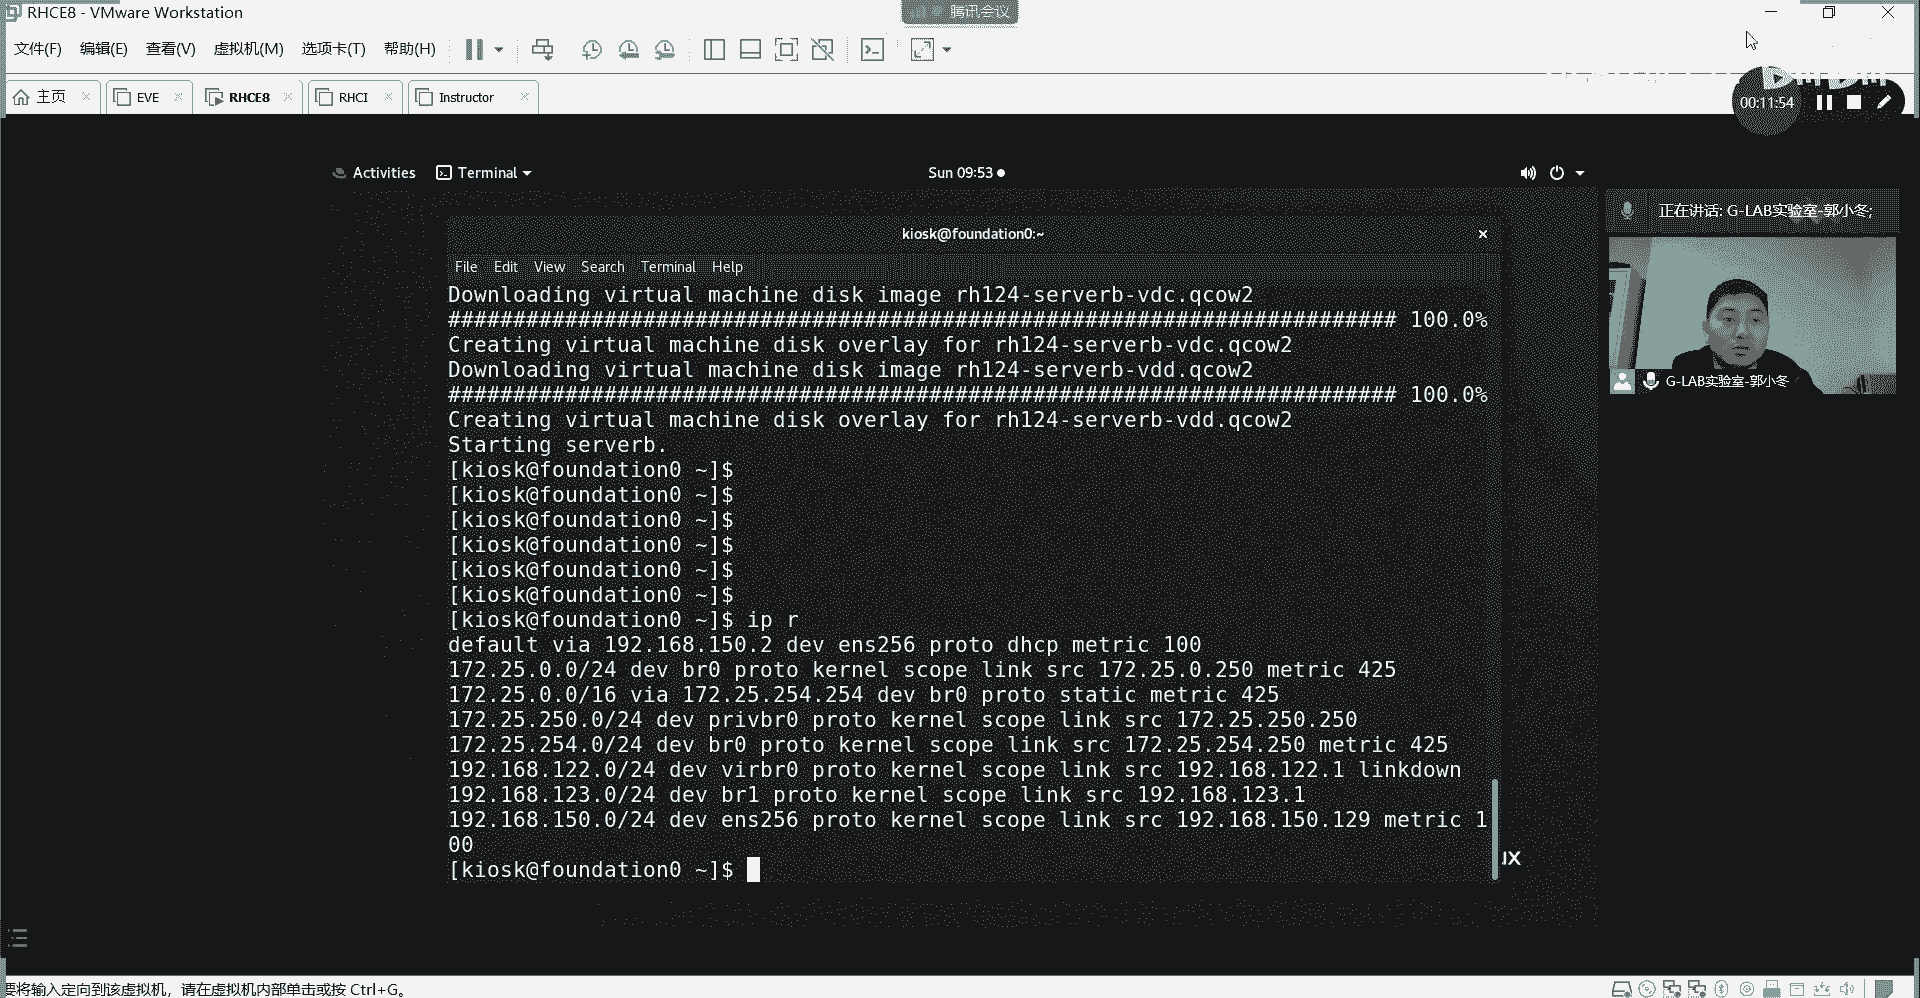 RHCE8 - VMware Workstation
腾讯会议
文件(F) 编辑(E) 查看(V) 虚拟机(M) 选项卡(T) 帮助(H)
主页 EVE RHCE8 RHCI Instructor
00:11:54
Activities Terminal Sun 09:53
正在讲话: G-LAB实验室-郭小冬;
kiosk@foundation0:~
File Edit View Search Terminal Help
Downloading virtual machine disk image rh124-serverb-vdc.qcow2
######################################################################### 100.0%
Creating virtual machine disk overlay for rh124-serverb-vdc.qcow2
Downloading virtual machine disk image rh124-serverb-vdd.qcow2
######################################################################### 100.0%
Creating virtual machine disk overlay for rh124-serverb-vdd.qcow2
Starting serverb.
[kiosk@foundation0 ~]$
[kiosk@foundation0 ~]$
[kiosk@foundation0 ~]$
[kiosk@foundation0 ~]$
[kiosk@foundation0 ~]$
[kiosk@foundation0 ~]$
[kiosk@foundation0 ~]$ ip r
default via 192.168.150.2 dev ens256 proto dhcp metric 100
172.25.0.0/24 dev br0 proto kernel scope link src 172.25.0.250 metric 425
172.25.0.0/16 via 172.25.254.254 dev br0 proto static metric 425
172.25.250.0/24 dev privbr0 proto kernel scope link src 172.25.250.250
172.25.254.0/24 dev br0 proto kernel scope link src 172.25.254.250 metric 425
192.168.122.0/24 dev virbr0 proto kernel scope link src 192.168.122.1 linkdown
192.168.123.0/24 dev br1 proto kernel scope link src 192.168.123.1
192.168.150.0/24 dev ens256 proto kernel scope link src 192.168.150.129 metric 1
00
[kiosk@foundation0 ~]$
G-LAB实验室-郭小冬
要将输入定向到该虚拟机，请在虚拟机内部单击或按 Ctrl+G。